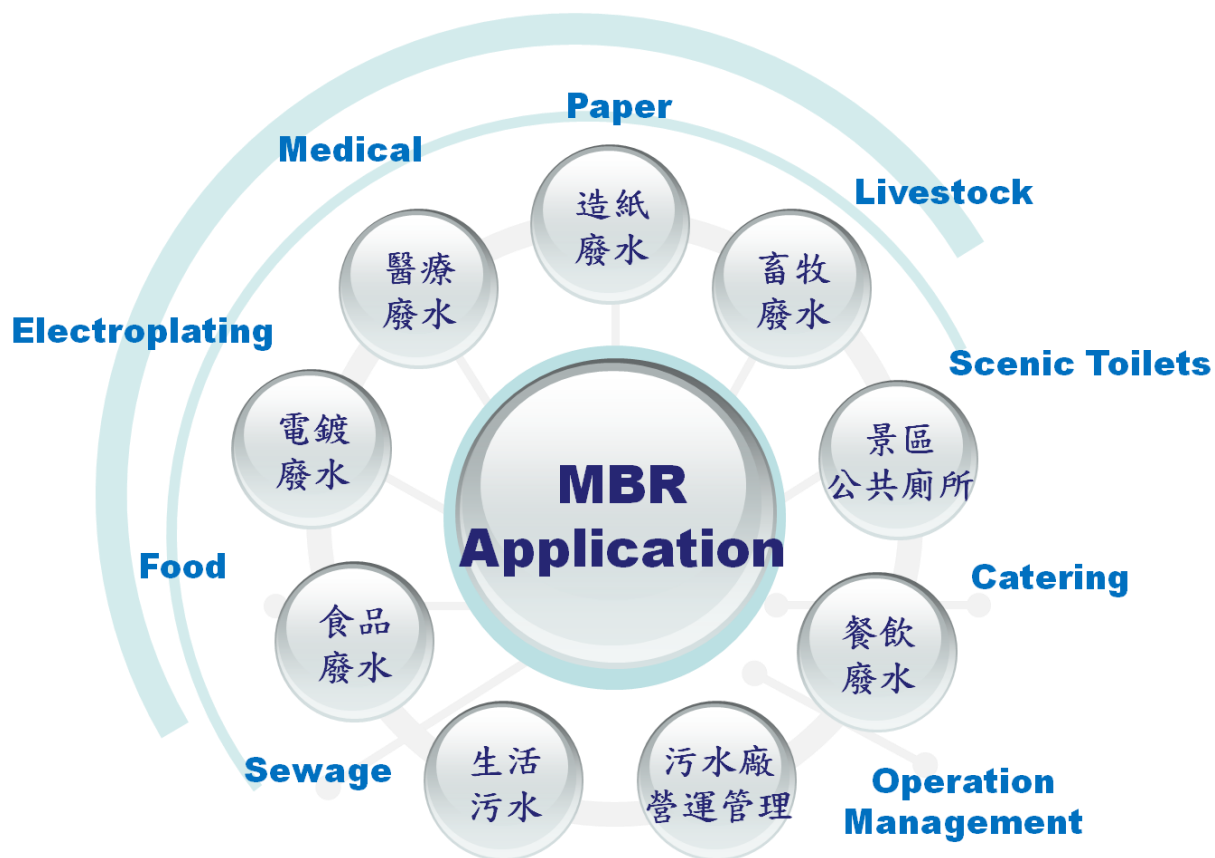 Paper
造紙
廢水
Medical
醫療
廢水
Livestock
畜牧
廢水
Electroplating
電鍍
廢水
Scenic Toilets
景區
公共廁所
MBR
Application
Food
食品
廢水
Catering
餐飲
廢水
Sewage
生活
污水
污水廠
營運管理
Operation
Management